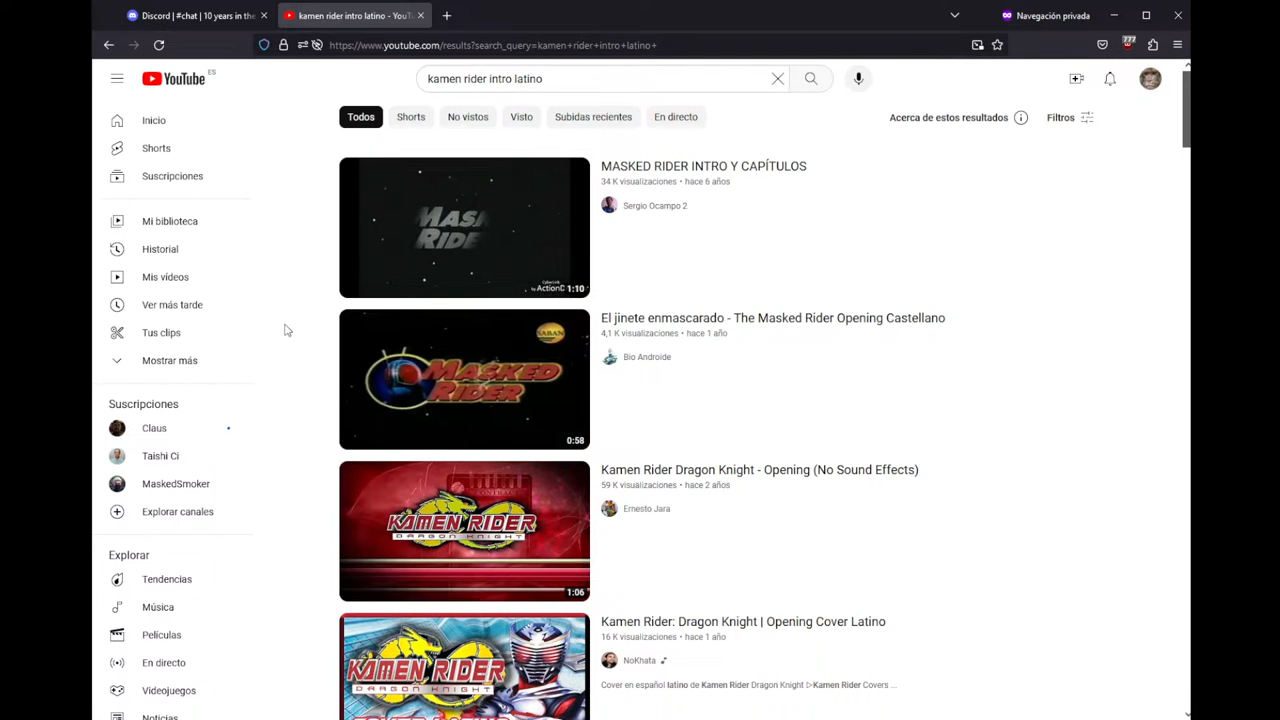 Discord | #chat | 10 years in the
kamen rider intro latino - YouTu
Navegación privada
https://www.youtube.com/results?search_query=kamen+rider+intro+latino+
777
YouTube ES
kamen rider intro latino
Todos
Shorts
No vistos
Visto
Subidas recientes
En directo
Acerca de estos resultados
Filtros
Inicio
Shorts
Suscripciones
Mi biblioteca
Historial
Mis vídeos
Ver más tarde
Tus clips
Mostrar más
Suscripciones
Claus
Taishi Ci
MaskedSmoker
Explorar canales
Explorar
Tendencias
Música
Películas
En directo
Videojuegos
Noticias
MASKED RIDER INTRO Y CAPÍTULOS
34 K visualizaciones • hace 6 años
Sergio Ocampo 2
MAS
RIDE
1:10
El jinete enmascarado - The Masked Rider Opening Castellano
4,1 K visualizaciones • hace 1 año
Bio Androide
SABAN
MASKED
RIDER
0:58
Kamen Rider Dragon Knight - Opening (No Sound Effects)
59 K visualizaciones • hace 2 años
Ernesto Jara
KAMEN RIDER
DRAGON KNIGHT
1:06
Kamen Rider: Dragon Knight | Opening Cover Latino
16 K visualizaciones • hace 1 año
NoKhata
Cover en español latino de Kamen Rider Dragon Knight ▷Kamen Rider Covers ...
KAMEN RIDER
DRAGON KNIGHT